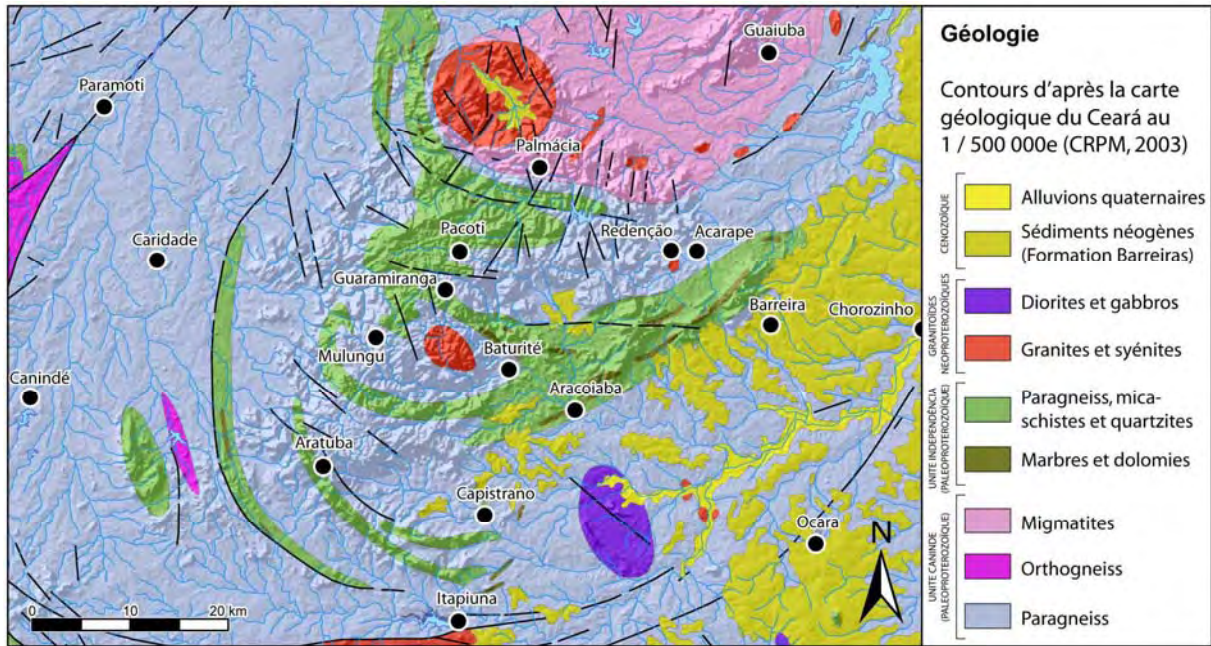 Guaiuba
Paramoti
Palmácia
Caridade
Pacoti
Redenção
Acarape
Guaramiranga
Barreira
Chorozinho
Mulungu
Baturité
Canindé
Aracoiaba
Aratuba
Capistrano
Ocara
Itapiuna
N
0 10 20 km
Géologie
Contours d'après la carte
géologique du Ceará au
1 / 500 000e (CRPM, 2003)
CENOZOÏQUE
Alluvions quaternaires
Sédiments néogènes
(Formation Barreiras)
GRANITOÏDES
NEOPROTEROZOÏQUES
Diorites et gabbros
Granites et syénites
UNITE INDEPENDÊNCIA
(PALEOPROTEROZOÏQUE)
Paragneiss, mica-
schistes et quartzites
Marbres et dolomies
UNITE CANINDE
(PALEOPROTEROZOÏQUE)
Migmatites
Orthogneiss
Paragneiss